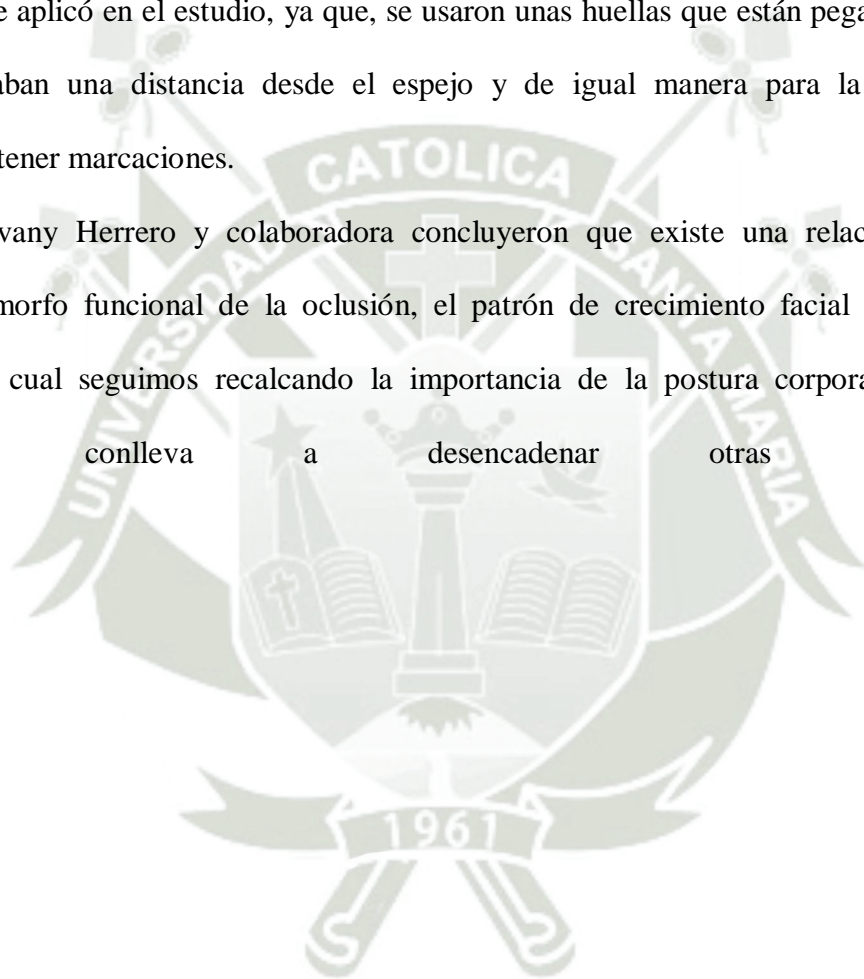 e aplicó en el estudio, ya que, se usaron unas huellas que están pega
aban una distancia desde el espejo y de igual manera para la
tener marcaciones.
vany Herrero y colaboradora concluyeron que existe una relac
morfo funcional de la oclusión, el patrón de crecimiento facial
cual seguimos recalcando la importancia de la postura corpora
conlleva a desencadenar otras
UNIVERSIDAD CATOLICA SANTA MARIA
1961